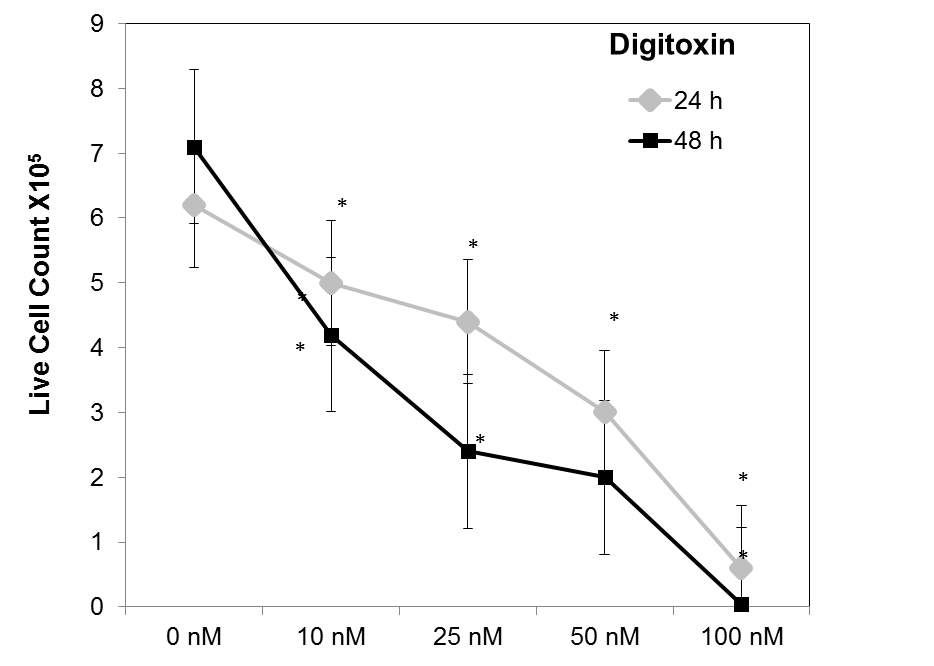 Digitoxin
24 h
48 h
Live Cell Count X10⁵
9
8
7
6
5
4
3
2
1
0
*
*
*
*
*
*
*
*
0 nM
10 nM
25 nM
50 nM
100 nM